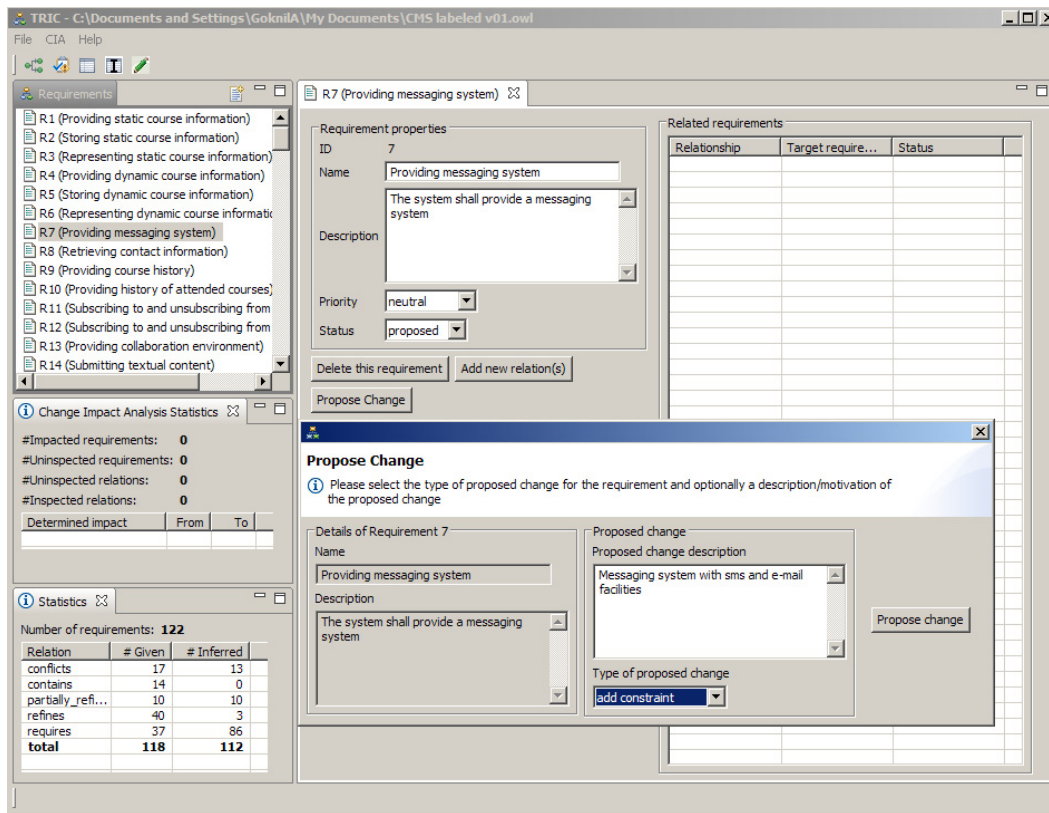 TRIC - C:\Documents and Settings\GoknilA\My Documents\CMS labeled v01.owl
File CIA Help
Requirements
R1 (Providing static course information)
R2 (Storing static course information)
R3 (Representing static course information)
R4 (Providing dynamic course information)
R5 (Storing dynamic course information)
R6 (Representing dynamic course informatic
R7 (Providing messaging system)
R8 (Retrieving contact information)
R9 (Providing course history)
R10 (Providing history of attended courses)
R11 (Subscribing to and unsubscribing from
R12 (Subscribing to and unsubscribing from
R13 (Providing collaboration environment)
R14 (Submitting textual content)
Change Impact Analysis Statistics
#Impacted requirements: 0
#Uninspected requirements: 0
#Uninspected relations: 0
#Inspected relations: 0
Determined impact From To
Statistics
Number of requirements: 122
Relation # Given # Inferred
conflicts 17 13
contains 14 0
partially_refi... 10 10
refines 40 3
requires 37 86
total 118 112
R7 (Providing messaging system)
Requirement properties
ID 7
Name Providing messaging system
Description
The system shall provide a messaging
system
Priority neutral
Status proposed
Delete this requirement Add new relation(s)
Propose Change
Related requirements
Relationship Target require... Status
Propose Change
Please select the type of proposed change for the requirement and optionally a description/motivation of
the proposed change
Details of Requirement 7
Name
Providing messaging system
Description
The system shall provide a messaging
system
Proposed change
Proposed change description
Messaging system with sms and e-mail
facilities
Type of proposed change
add constraint
Propose change